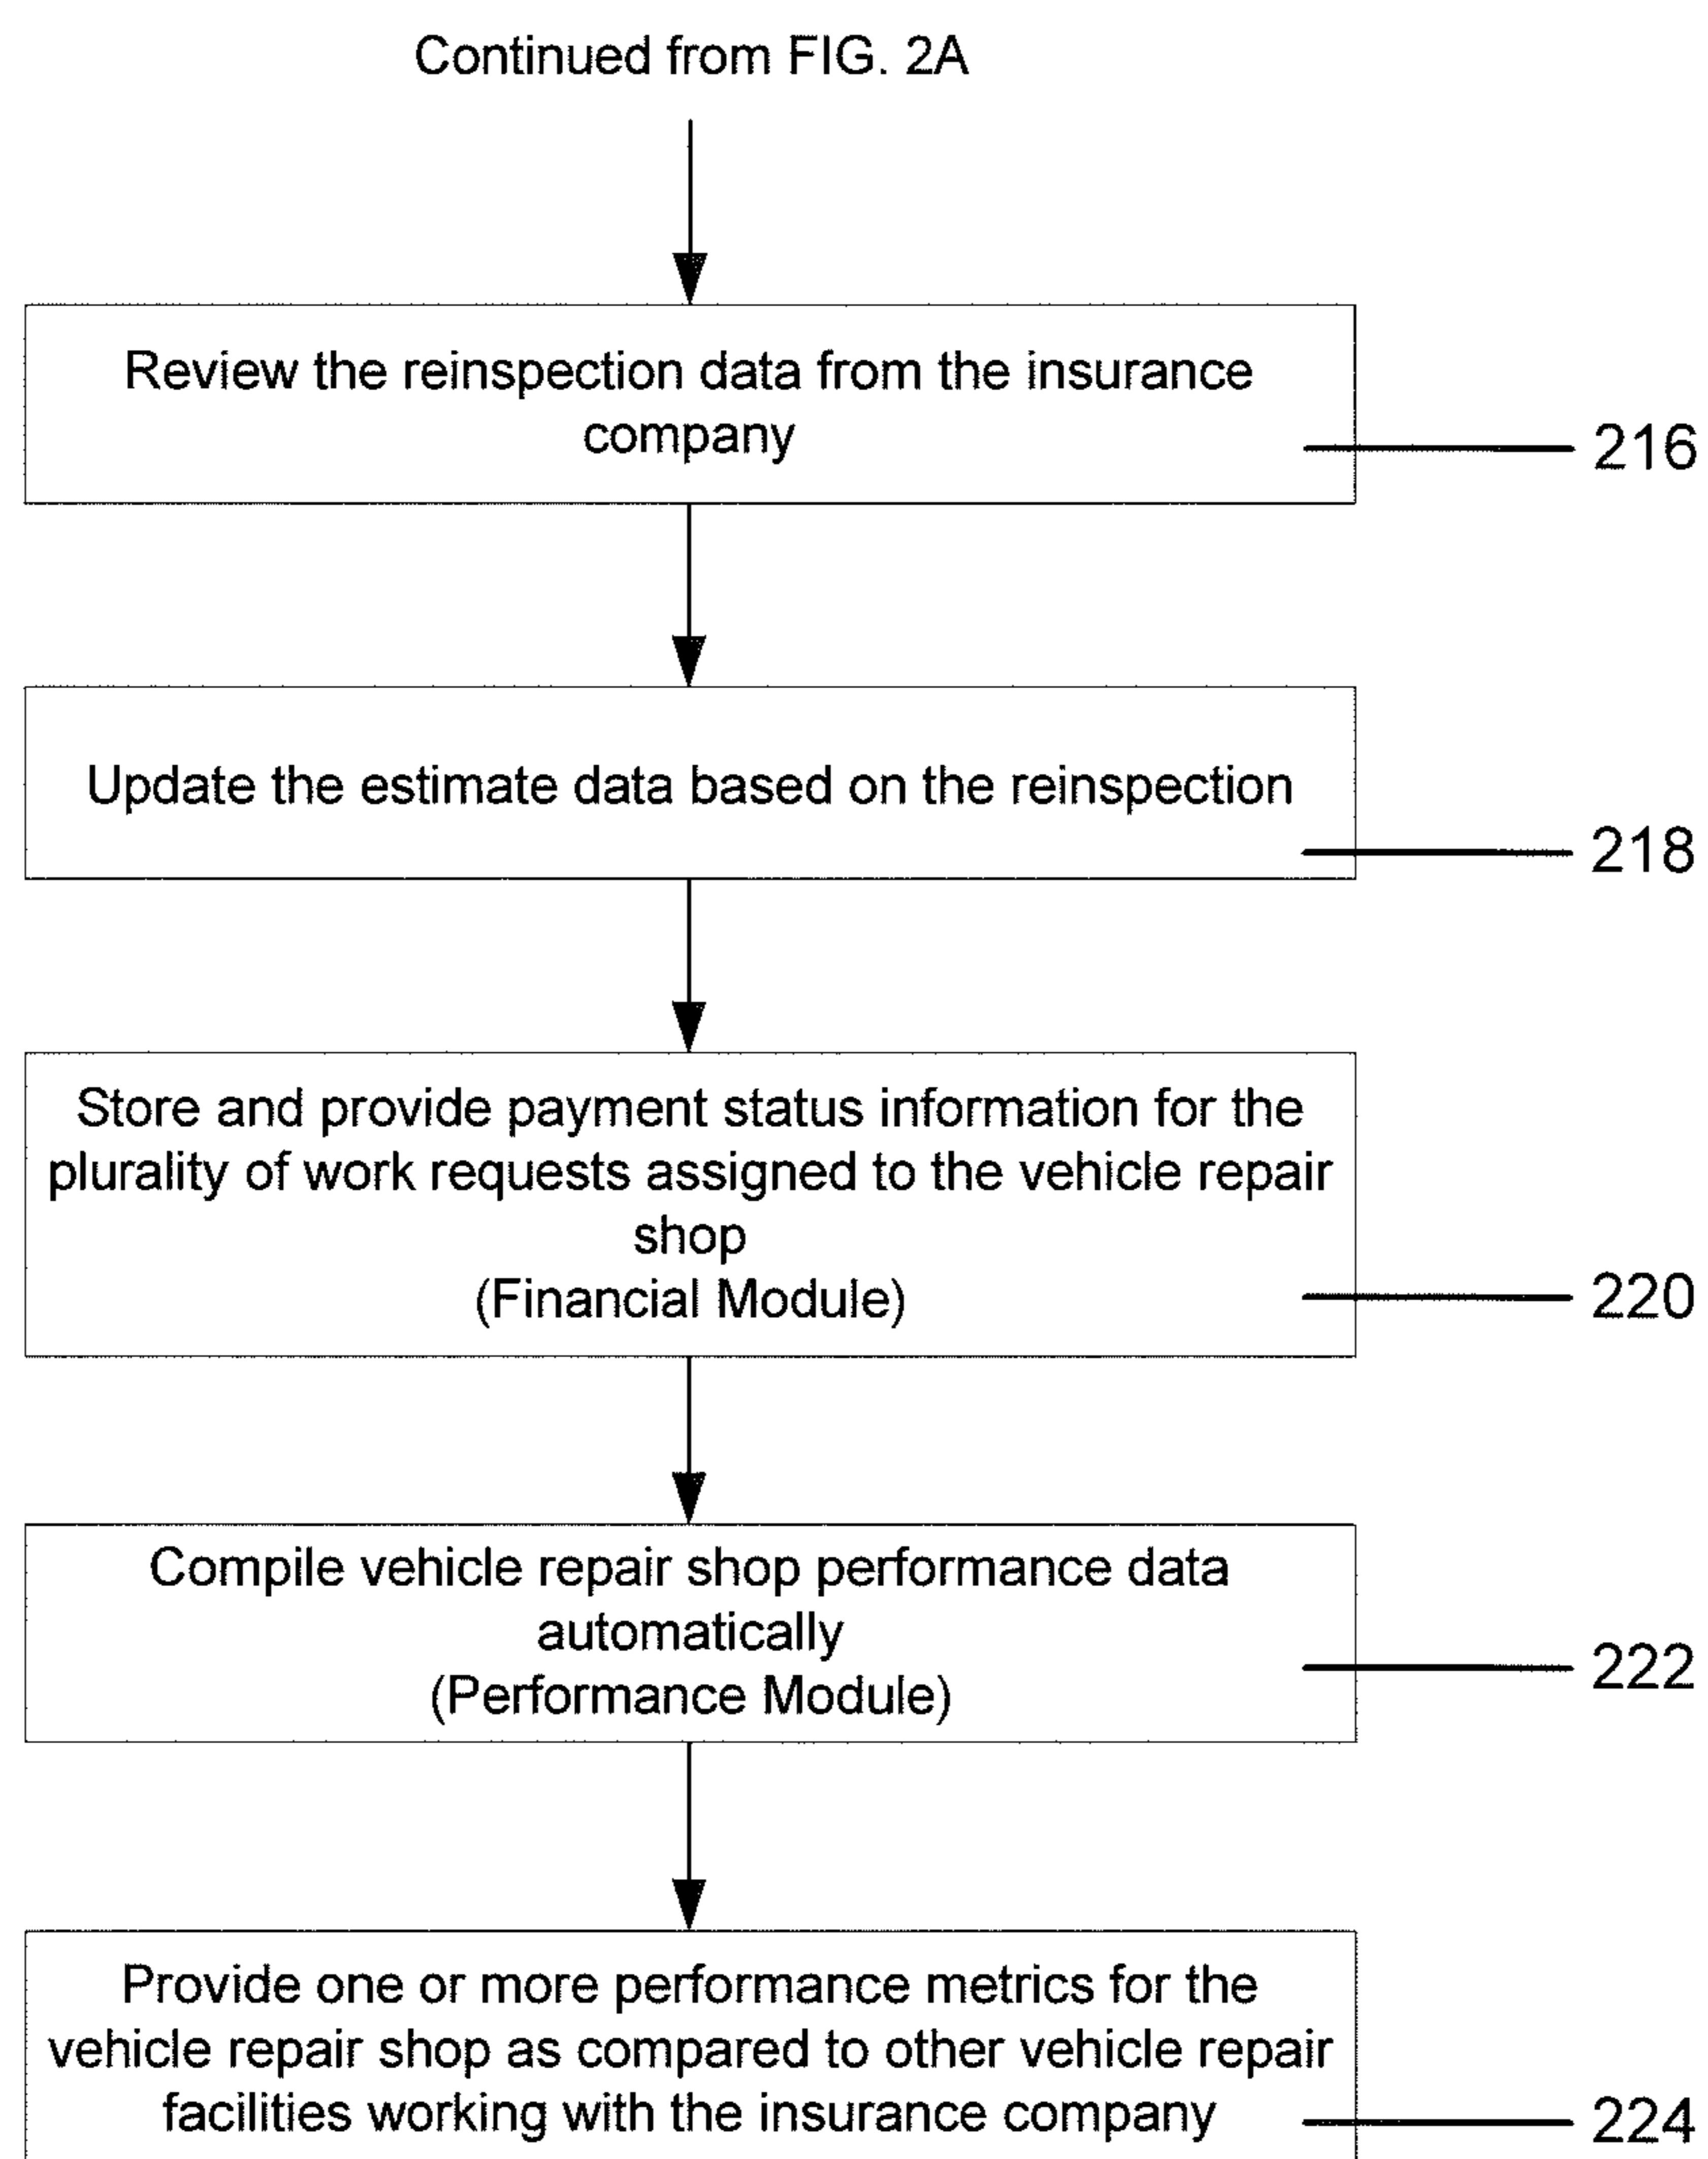 Continued from FIG. 2A
Review the reinspection data from the insurance
company
216
Update the estimate data based on the reinspection
218
Store and provide payment status information for the
plurality of work requests assigned to the vehicle repair
shop
(Financial Module)
220
Compile vehicle repair shop performance data
automatically
(Performance Module)
222
Provide one or more performance metrics for the
vehicle repair shop as compared to other vehicle repair
facilities working with the insurance company
224